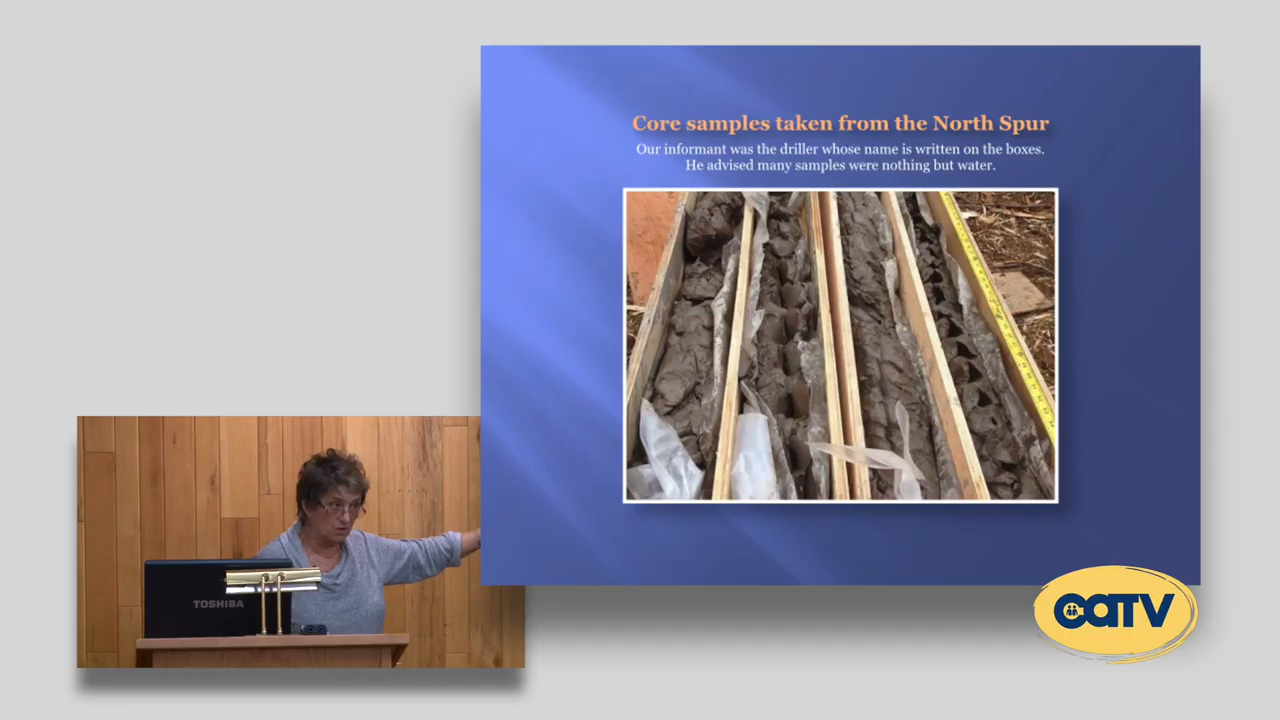 Core samples taken from the North Spur
Our informant was the driller whose name is written on the boxes.
He advised many samples were nothing but water.
TOSHIBA
CATV